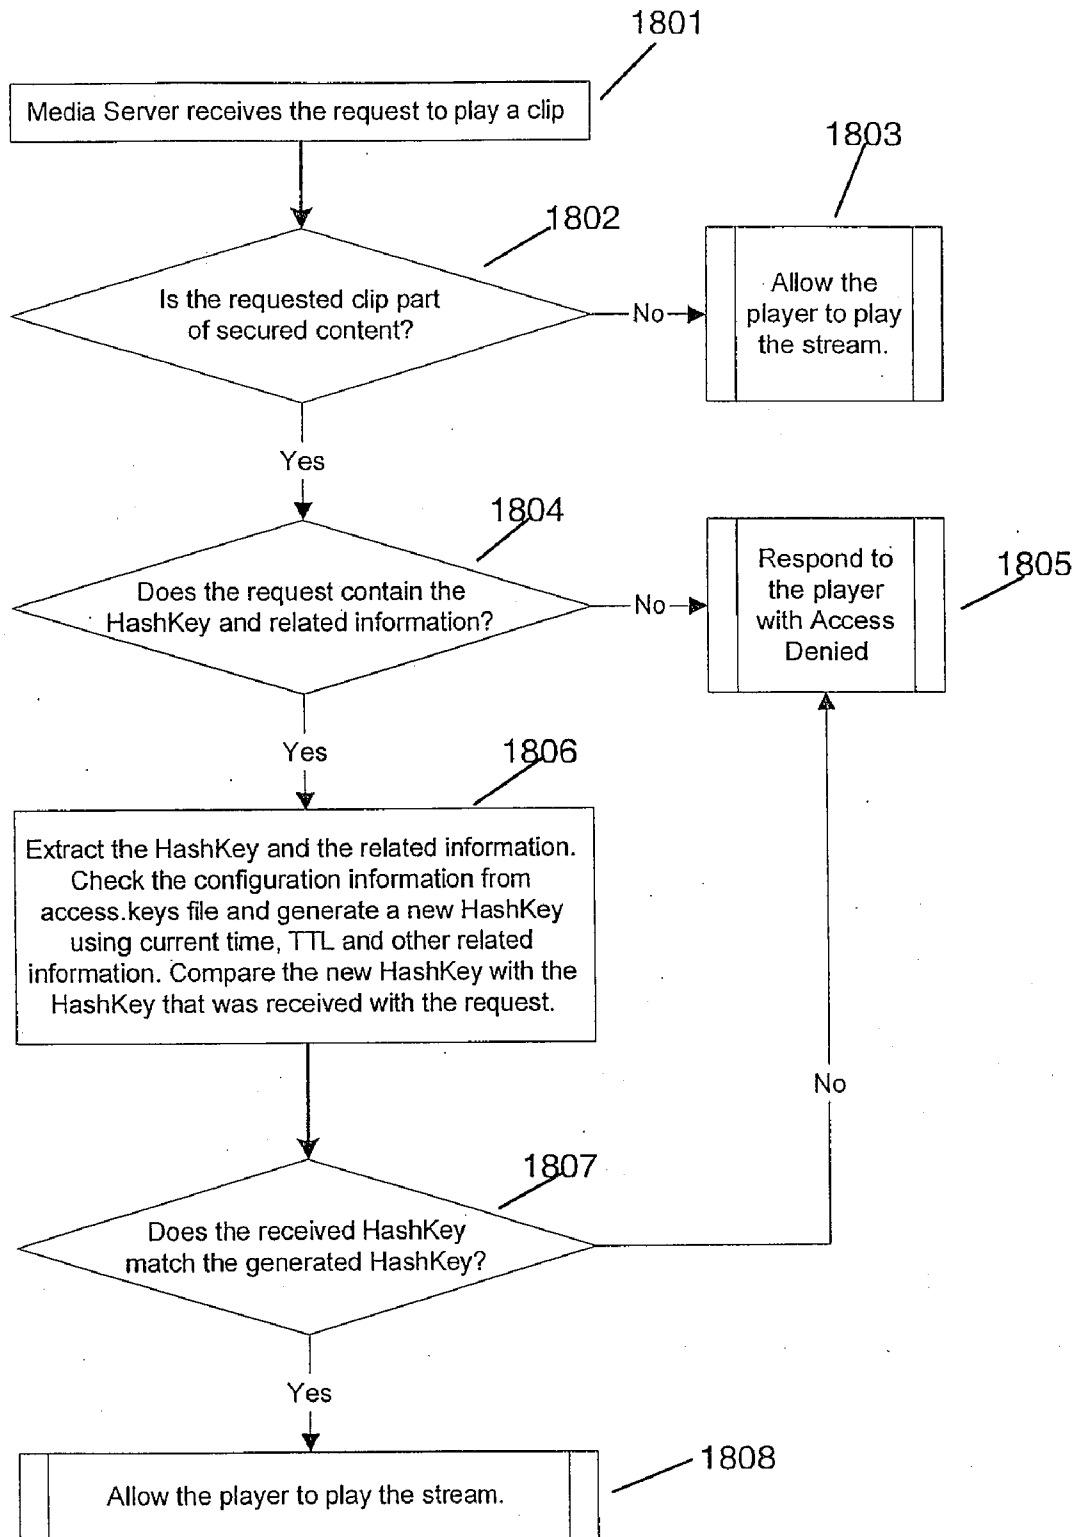 1801
Media Server receives the request to play a clip
1803
1802
Is the requested clip part
of secured content?
No
Allow the
player to play
the stream.
Yes
1804
Does the request contain the
HashKey and related information?
No
Respond to
the player
with Access
Denied
1805
Yes
1806
Extract the HashKey and the related information.
Check the configuration information from
access.keys file and generate a new HashKey
using current time, TTL and other related
information. Compare the new HashKey with the
HashKey that was received with the request.
No
1807
Does the received HashKey
match the generated HashKey?
Yes
1808
Allow the player to play the stream.